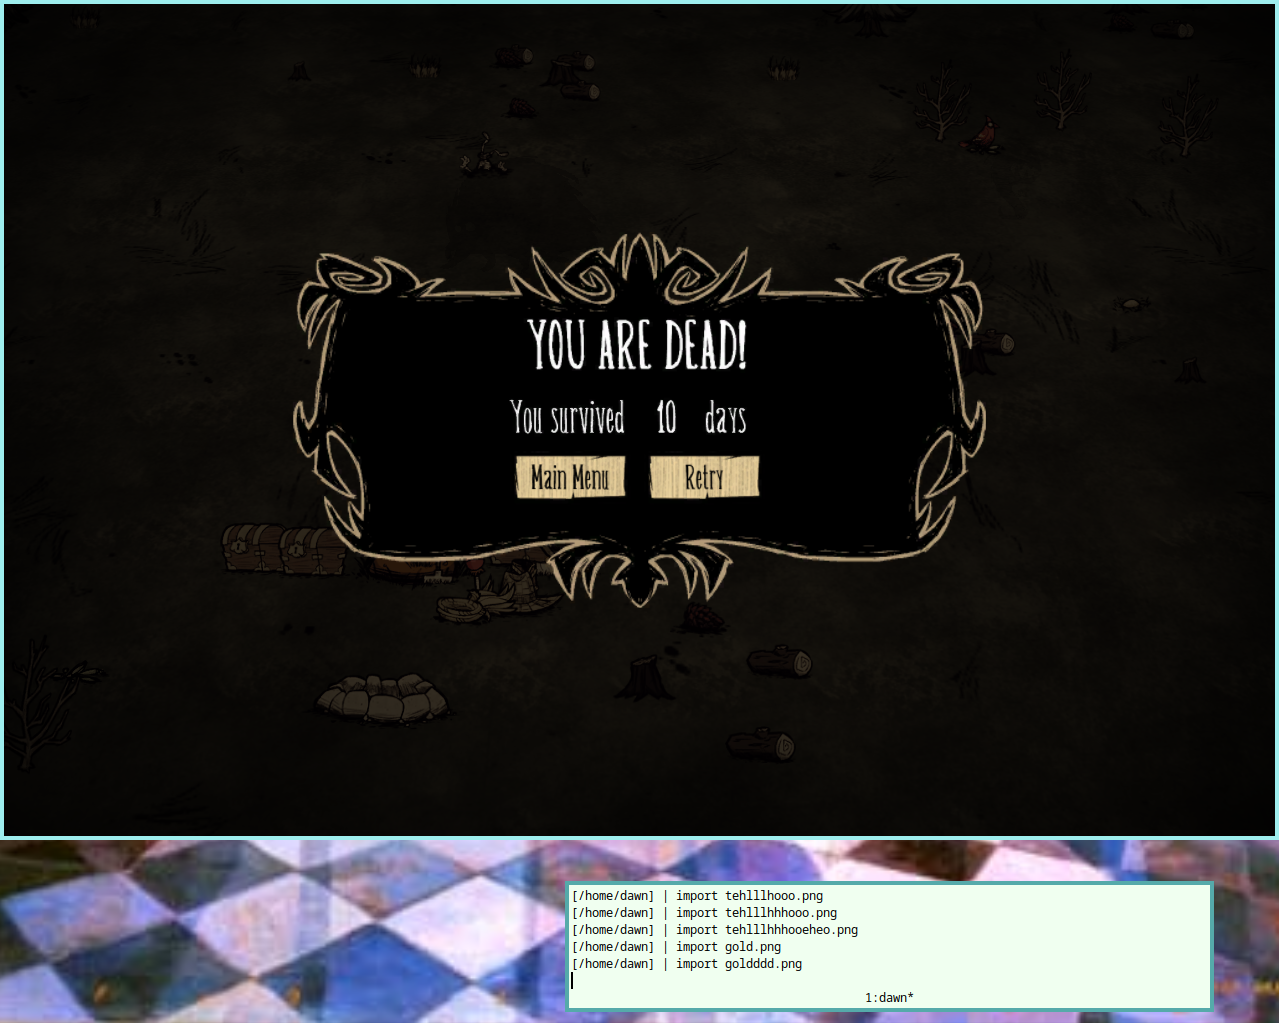 YOU ARE DEAD!
You survived 10 days
Main Menu
Retry
[/home/dawn] | import tehlllhooo.png
[/home/dawn] | import tehlllhhhooo.png
[/home/dawn] | import tehlllhhhooeheo.png
[/home/dawn] | import gold.png
[/home/dawn] | import goldddd.png
1:dawn*